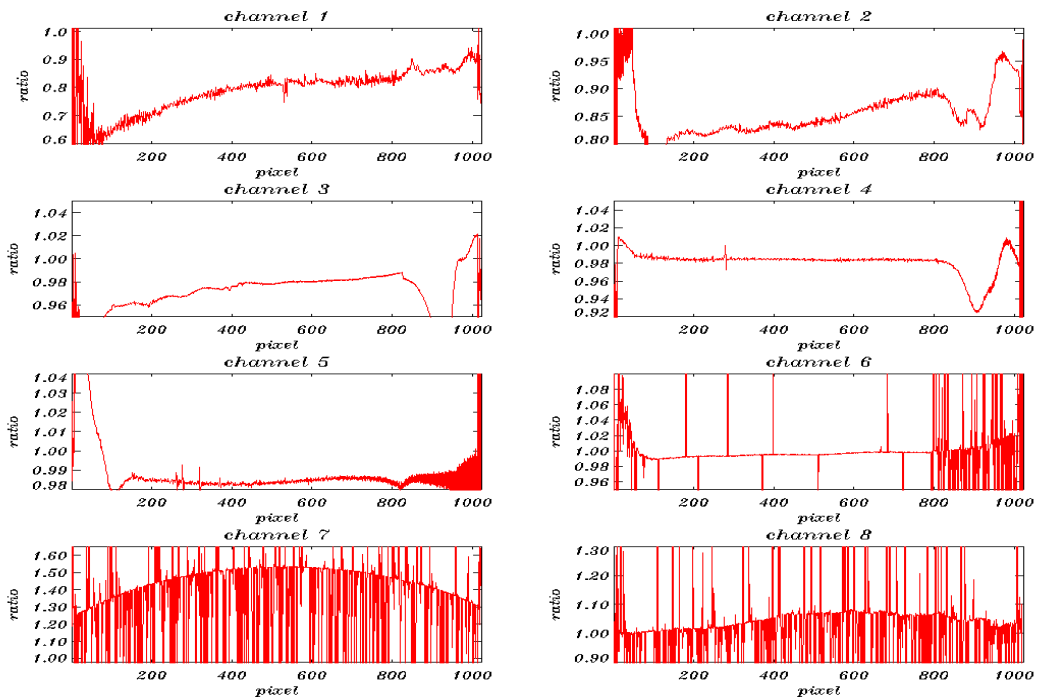 channel 1
1.0
0.9
0.8
0.7
0.6
ratio
200 400 600 800 1000
pixel
channel 2
1.00
0.95
0.90
0.85
0.80
ratio
200 400 600 800 1000
pixel
channel 3
1.04
1.02
1.00
0.98
0.96
ratio
200 400 600 800 1000
pixel
channel 4
1.04
1.02
1.00
0.98
0.96
0.94
0.92
ratio
200 400 600 800 1000
pixel
channel 5
1.04
1.03
1.02
1.01
1.00
0.99
0.98
ratio
200 400 600 800 1000
pixel
channel 6
1.08
1.06
1.04
1.02
1.00
0.98
0.96
ratio
200 400 600 800 1000
pixel
channel 7
1.60
1.50
1.40
1.30
1.20
1.10
1.00
ratio
200 400 600 800 1000
pixel
channel 8
1.30
1.20
1.10
1.00
0.90
ratio
200 400 600 800 1000
pixel